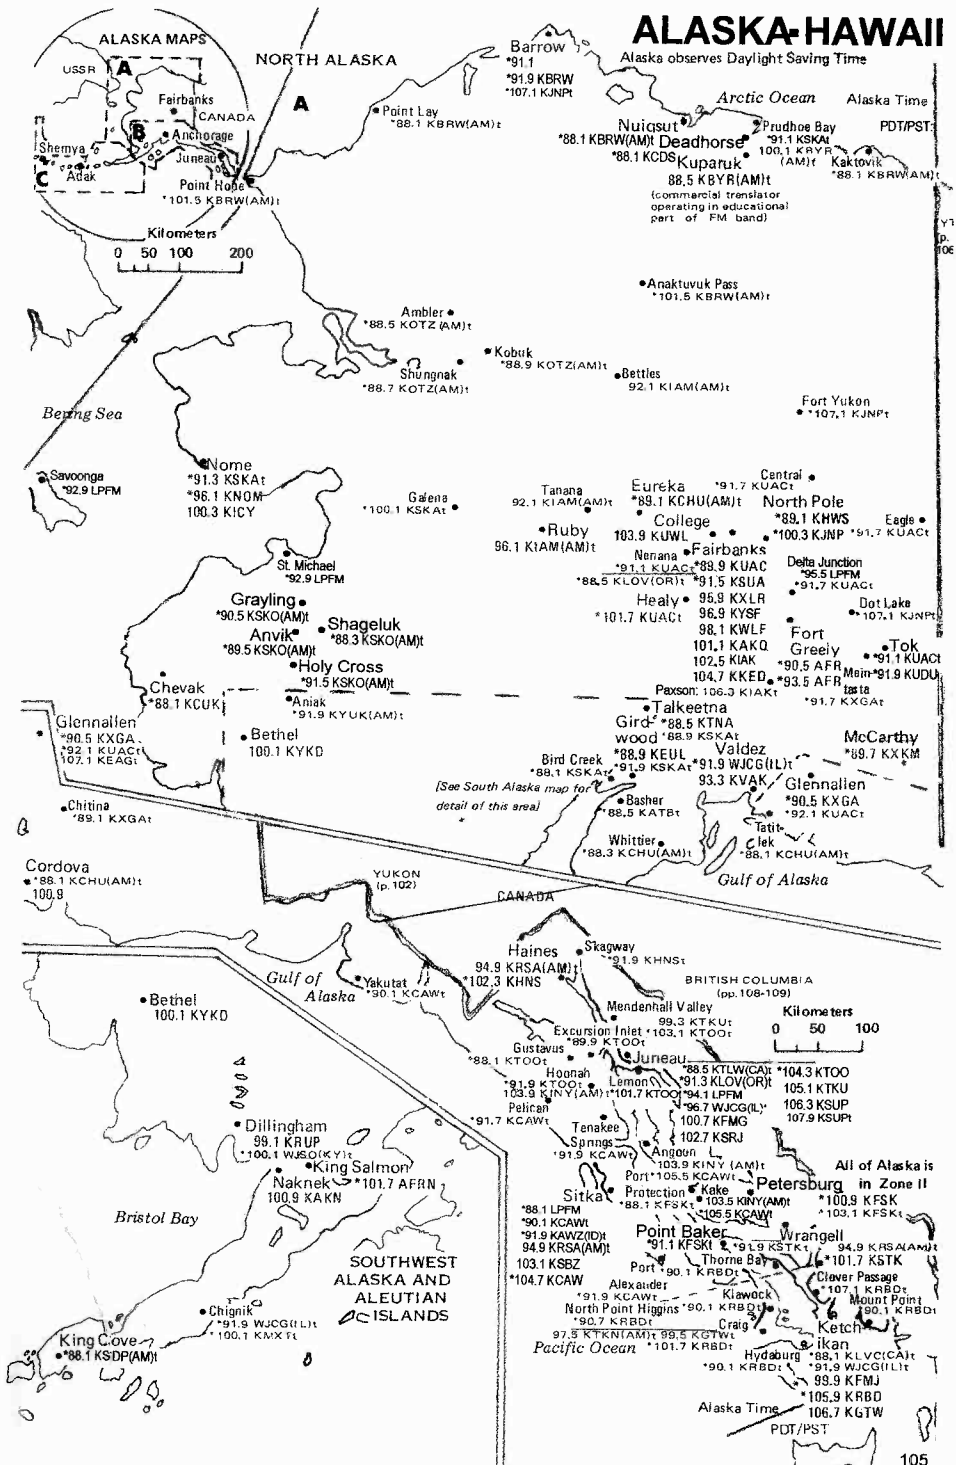 ALASKA-HAWAII
Alaska observes Daylight Saving Time
ALASKA MAPS
USSR
A
Fairbanks
CANADA
B
Anchorage
Shemya
Juneau
C
Adak
Point Hope
*101.5 KBRW(AM)t
Kilometers
0 50 100 200
NORTH ALASKA
A
Barrow
*91.1
*91.9 KBRW
*107.1 KJNPt
Point Lay
*88.1 KBRW(AM)t
Arctic Ocean
Alaska Time
PDT/PST
Nuiqsut
*88.1 KBRW(AM)t
Deadhorse
*88.1 KCDS
Kuparuk
88.5 KBYR(AM)t
(commercial translator
operating in educational
part of FM band)
Prudhoe Bay
*91.1 KSKAt
100.1 KBYR
(AM)t
Kaktovik
*88.1 KBRW(AM)t
Anaktuvuk Pass
*101.5 KBRW(AM)t
Ambler
*88.5 KOTZ (AM)t
Kobuk
*88.9 KOTZ(AM)t
Shungnak
*88.7 KOTZ(AM)t
Bettles
92.1 KIAM(AM)t
Fort Yukon
*107.1 KJNPt
Bering Sea
Savoonga
*92.9 LPFM
Nome
*91.3 KSKAt
*96.1 KNOM
100.3 KICY
Galena
*100.1 KSKAt
Tanana
92.1 KIAM(AM)t
Ruby
96.1 KIAM(AM)t
Eureka
*89.1 KCHU(AM)t
College
103.9 KUWL
Central
*91.7 KUACt
North Pole
*89.1 KHWS
*100.3 KJNP
Eagle
*91.7 KUACt
Nenana
*91.1 KUACt
*88.5 KLOV(OR)t
Fairbanks
*89.9 KUAC
*91.5 KSUA
95.9 KXLR
96.9 KYSF
98.1 KWLF
101.1 KAKQ
102.5 KIAK
104.7 KKED
Delta Junction
*95.5 LPFM
*91.7 KUACt
Healy
*101.7 KUACt
Dot Lake
*107.1 KJNPt
Fort
Greely
*90.5 AFR
*93.5 AFR
Tok
*91.1 KUACt
*91.9 KUDU
Mentasta
*91.7 KXGAt
Paxson: 106.3 KIAKt
St. Michael
*92.9 LPFM
Grayling
*90.5 KSKO(AM)t
Anvik
*89.5 KSKO(AM)t
Shageluk
*88.3 KSKO(AM)t
Holy Cross
*91.5 KSKO(AM)t
Chevak
*88.1 KCUK
Aniak
*91.9 KYUK(AM)t
Bethel
100.1 KYKD
Talkeetna
*88.5 KTNA
*88.9 KSKAt
Girdwood
*88.9 KEUL
*91.9 KSKAt
Bird Creek
*88.1 KSKAt
Valdez
*91.9 WJCG(IL)t
93.3 KVAK
McCarthy
*89.7 KXKM
Glennallen
*90.5 KXGA
*92.1 KUACt
[See South Alaska map for
detail of this area]
Basher
*88.5 KATBt
Whittier
*88.3 KCHU(AM)t
Tatitlek
*88.1 KCHU(AM)t
Gulf of Alaska
Glennallen
*90.5 KXGA
*92.1 KUACt
107.1 KEAGt
Chitina
*89.1 KXGAt
Cordova
*88.1 KCHU(AM)t
100.9
YUKON
(p. 102)
CANADA
Gulf of
Alaska
Yakutat
*90.1 KCAWt
Haines
94.9 KRSA(AM)t
*102.3 KHNS
Skagway
*91.9 KHNSt
BRITISH COLUMBIA
(pp. 108-109)
Kilometers
0 50 100
Mendenhall Valley
99.3 KTKUt
*103.1 KTOOt
Excursion Inlet
*89.9 KTOOt
Gustavus
*88.1 KTOOt
Hoonah
*91.9 KTOOt
103.9 KINY(AM)t
Lemon
*101.7 KTOOt
Juneau
*88.5 KTLW(CA)t
*91.3 KLOV(OR)t
*94.1 LPFM
*96.7 WJCG(IL)t
100.7 KFMG
102.7 KSRJ
*104.3 KTOO
105.1 KTKU
106.3 KSUP
107.9 KSUPt
Pelican
*91.7 KCAWt
Tenakee
Springs
*91.9 KCAWt
Angoon
103.9 KINY (AM)t
*105.5 KCAWt
All of Alaska is
in Zone II
Sitka
*88.1 LPFM
*90.1 KCAWt
*91.9 KAWZ(ID)t
94.9 KRSA(AM)t
103.1 KSBZ
*104.7 KCAW
Port
Protection
*88.1 KFSKt
Kake
103.5 KINY(AM)t
*105.5 KCAWt
Petersburg
*100.9 KFSK
*103.1 KFSKt
Point Baker
*91.1 KFSKt
Wrangell
*91.9 KSTKt
94.9 KRSA(AM)t
*101.7 KSTK
Port
Alexander
*91.9 KCAWt
Thorne Bay
*90.1 KRBDt
Clover Passage
*107.1 KRBDt
Mount Point
*90.1 KRBDt
Klawock
*90.1 KRBDt
North Point Higgins
*90.7 KRBDt
97.3 KTKN(AM)t 99.5 KGTWt
Craig
*101.7 KRBDt
Hydaburg
*90.1 KRBDt
Ketchikan
*88.1 KLVC(CA)t
*91.9 WJCG(IL)t
99.9 KFMJ
*105.9 KRBD
106.7 KGTW
Pacific Ocean
Alaska Time
PDT/PST
Bethel
100.1 KYKD
Dillingham
99.1 KRUP
*100.1 WJSO(KY)t
King Salmon
*101.7 AFRN
Naknek
100.9 KAKN
Bristol Bay
SOUTHWEST
ALASKA AND
ALEUTIAN
ISLANDS
Chignik
*91.9 WJCG(IL)t
*100.1 KMXTt
King Cove
*88.1 KSDP(AM)t
105